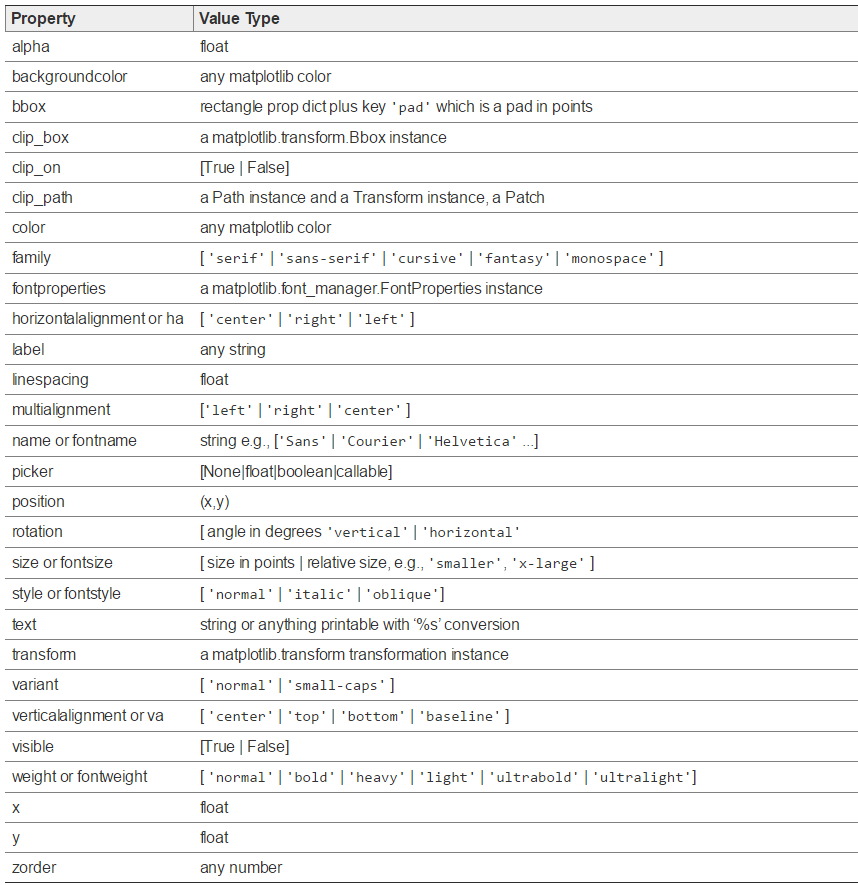 Property Value Type
alpha float
backgroundcolor any matplotlib color
bbox rectangle prop dict plus key 'pad' which is a pad in points
clip_box a matplotlib.transform.Bbox instance
clip_on [True | False]
clip_path a Path instance and a Transform instance, a Patch
color any matplotlib color
family [ 'serif' | 'sans-serif' | 'cursive' | 'fantasy' | 'monospace' ]
fontproperties a matplotlib.font_manager.FontProperties instance
horizontalalignment or ha [ 'center' | 'right' | 'left' ]
label any string
linespacing float
multialignment ['left' | 'right' | 'center' ]
name or fontname string e.g., ['Sans' | 'Courier' | 'Helvetica' ...]
picker [None|float|boolean|callable]
position (x,y)
rotation [ angle in degrees 'vertical' | 'horizontal'
size or fontsize [ size in points | relative size, e.g., 'smaller', 'x-large' ]
style or fontstyle [ 'normal' | 'italic' | 'oblique']
text string or anything printable with ‘%s’ conversion
transform a matplotlib.transform transformation instance
variant [ 'normal' | 'small-caps' ]
verticalalignment or va [ 'center' | 'top' | 'bottom' | 'baseline' ]
visible [True | False]
weight or fontweight [ 'normal' | 'bold' | 'heavy' | 'light' | 'ultrabold' | 'ultralight']
x float
y float
zorder any number